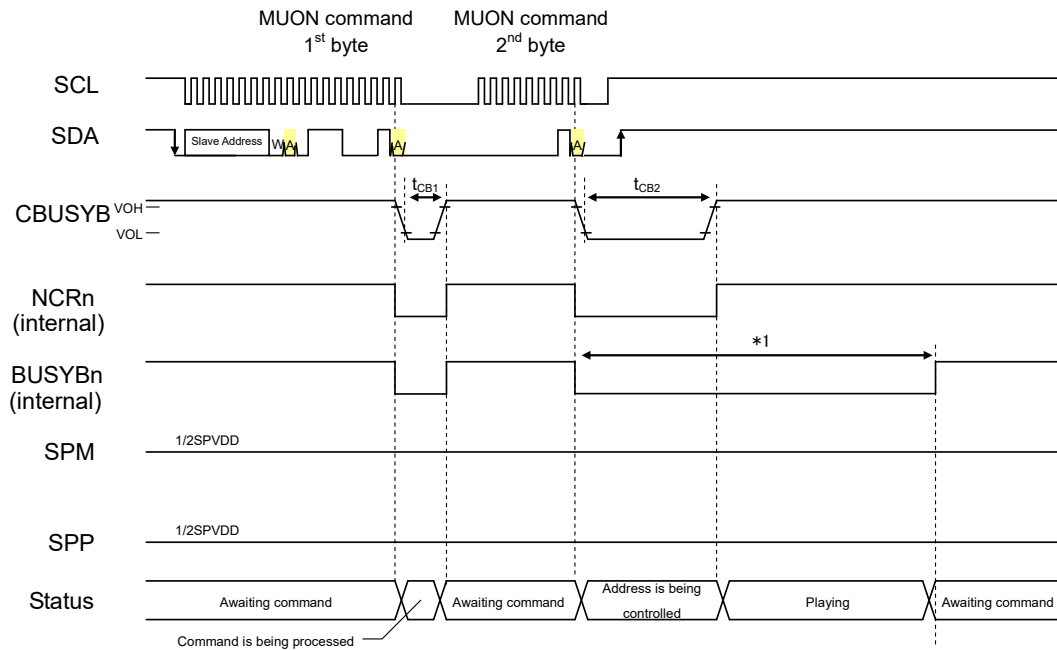 MUON command
1st byte
MUON command
2nd byte
SCL
SDA
Slave Address
W
A
A
A
tCB1
tCB2
CBUSYB
VOH
VOL
NCRn
(internal)
*1
BUSYBn
(internal)
1/2SPVDD
SPM
1/2SPVDD
SPP
Status
Awaiting command
Awaiting command
Address is being
controlled
Playing
Awaiting command
Command is being processed